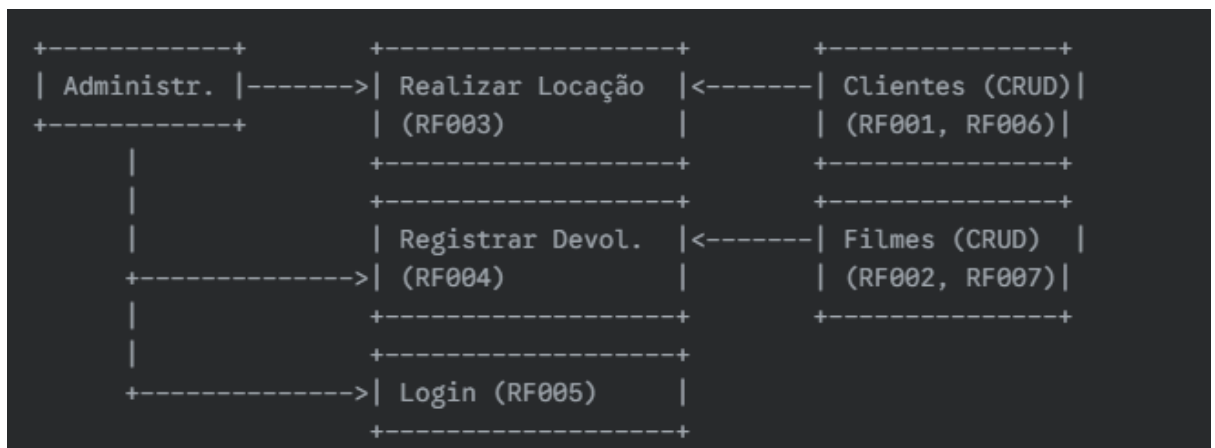 +------------+          +-------------------+          +---------------+
| Administr. |------->| Realizar Locação  |<-------| Clientes (CRUD)|
+------------+        | (RF003)           |        | (RF001, RF006)|
      |               +-------------------+        +---------------+
      |               +-------------------+        +---------------+
      |               | Registrar Devol.  |<-------| Filmes (CRUD)  |
      +-------------->| (RF004)           |        | (RF002, RF007)|
      |               +-------------------+        +---------------+
      |               +-------------------+
      +-------------->| Login (RF005)     |
                      +-------------------+